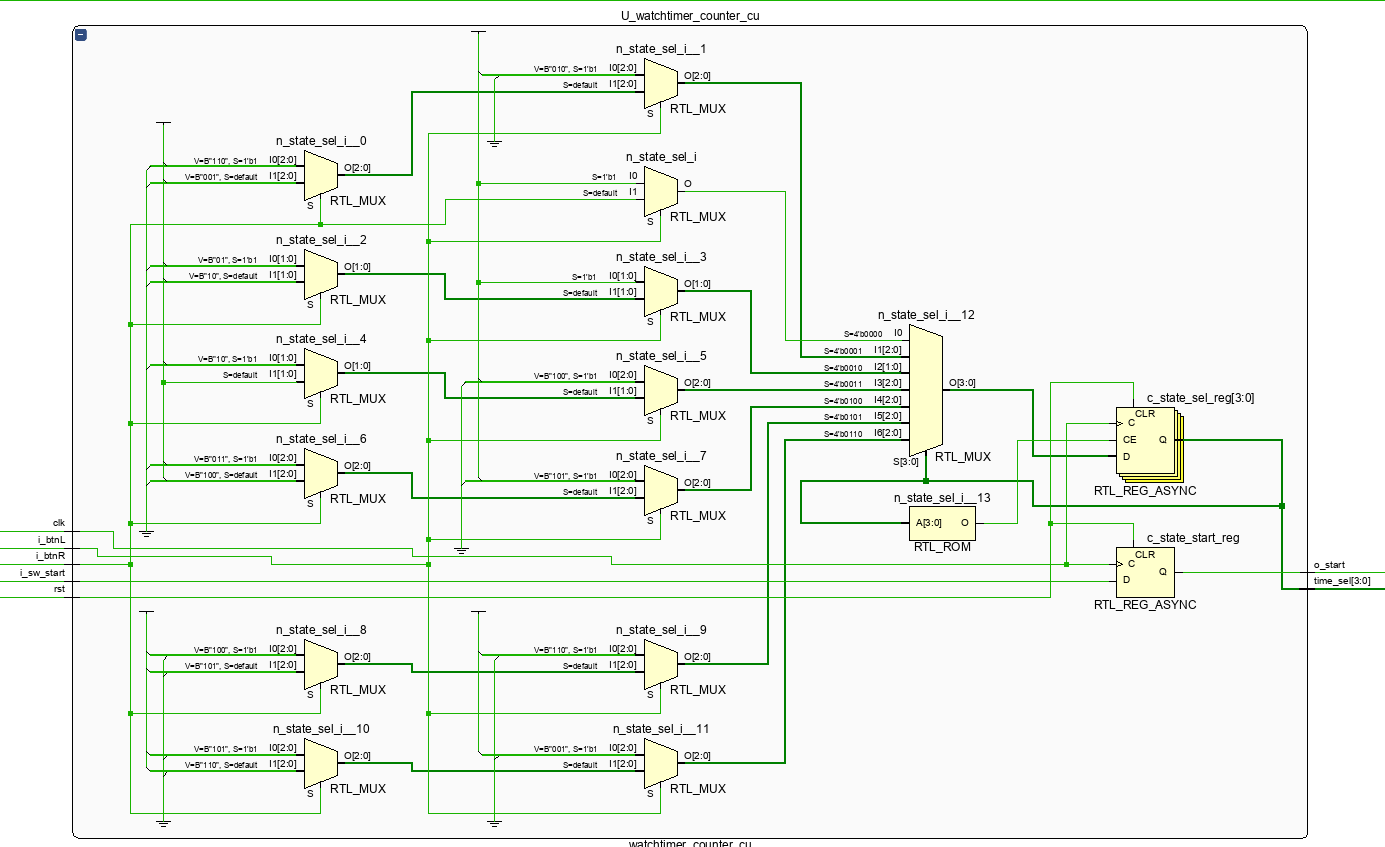 U_watchtimer_counter_cu
n_state_sel_i__1
V=B"010", S=1'b1 I0[2:0]
S=default I1[2:0]
O[2:0]
S
RTL_MUX
n_state_sel_i__0
V=B"110", S=1'b1 I0[2:0]
V=B"001", S=default I1[2:0]
O[2:0]
S
RTL_MUX
n_state_sel_i
S=1'b1 I0
S=default I1
O
S
RTL_MUX
n_state_sel_i__2
V=B"01", S=1'b1 I0[1:0]
V=B"10", S=default I1[1:0]
O[1:0]
S
RTL_MUX
n_state_sel_i__3
S=1'b1 I0[1:0]
S=default I1[1:0]
O[1:0]
S
RTL_MUX
n_state_sel_i__4
V=B"10", S=1'b1 I0[1:0]
S=default I1[1:0]
O[1:0]
S
RTL_MUX
n_state_sel_i__5
V=B"100", S=1'b1 I0[2:0]
S=default I1[1:0]
O[2:0]
S
RTL_MUX
n_state_sel_i__6
V=B"011", S=1'b1 I0[2:0]
V=B"100", S=default I1[2:0]
O[2:0]
S
RTL_MUX
n_state_sel_i__7
V=B"101", S=1'b1 I0[2:0]
S=default I1[2:0]
O[2:0]
S
RTL_MUX
n_state_sel_i__12
S=4'b0000 I0
S=4'b0001 I1[2:0]
S=4'b0010 I2[1:0]
S=4'b0011 I3[2:0]
S=4'b0100 I4[2:0]
S=4'b0101 I5[2:0]
S=4'b0110 I6[2:0]
O[3:0]
S[3:0]
RTL_MUX
n_state_sel_i__13
A[3:0] O
RTL_ROM
c_state_sel_reg[3:0]
CLR
C
CE
Q
D
RTL_REG_ASYNC
c_state_start_reg
CLR
C
Q
D
RTL_REG_ASYNC
clk
i_btnL
i_btnR
i_sw_start
rst
o_start
time_sel[3:0]
n_state_sel_i__8
V=B"100", S=1'b1 I0[2:0]
V=B"101", S=default I1[2:0]
O[2:0]
S
RTL_MUX
n_state_sel_i__9
V=B"110", S=1'b1 I0[2:0]
S=default I1[2:0]
O[2:0]
S
RTL_MUX
n_state_sel_i__10
V=B"101", S=1'b1 I0[2:0]
V=B"110", S=default I1[2:0]
O[2:0]
S
RTL_MUX
n_state_sel_i__11
V=B"001", S=1'b1 I0[2:0]
S=default I1[2:0]
O[2:0]
S
RTL_MUX
watchtimer_counter_cu